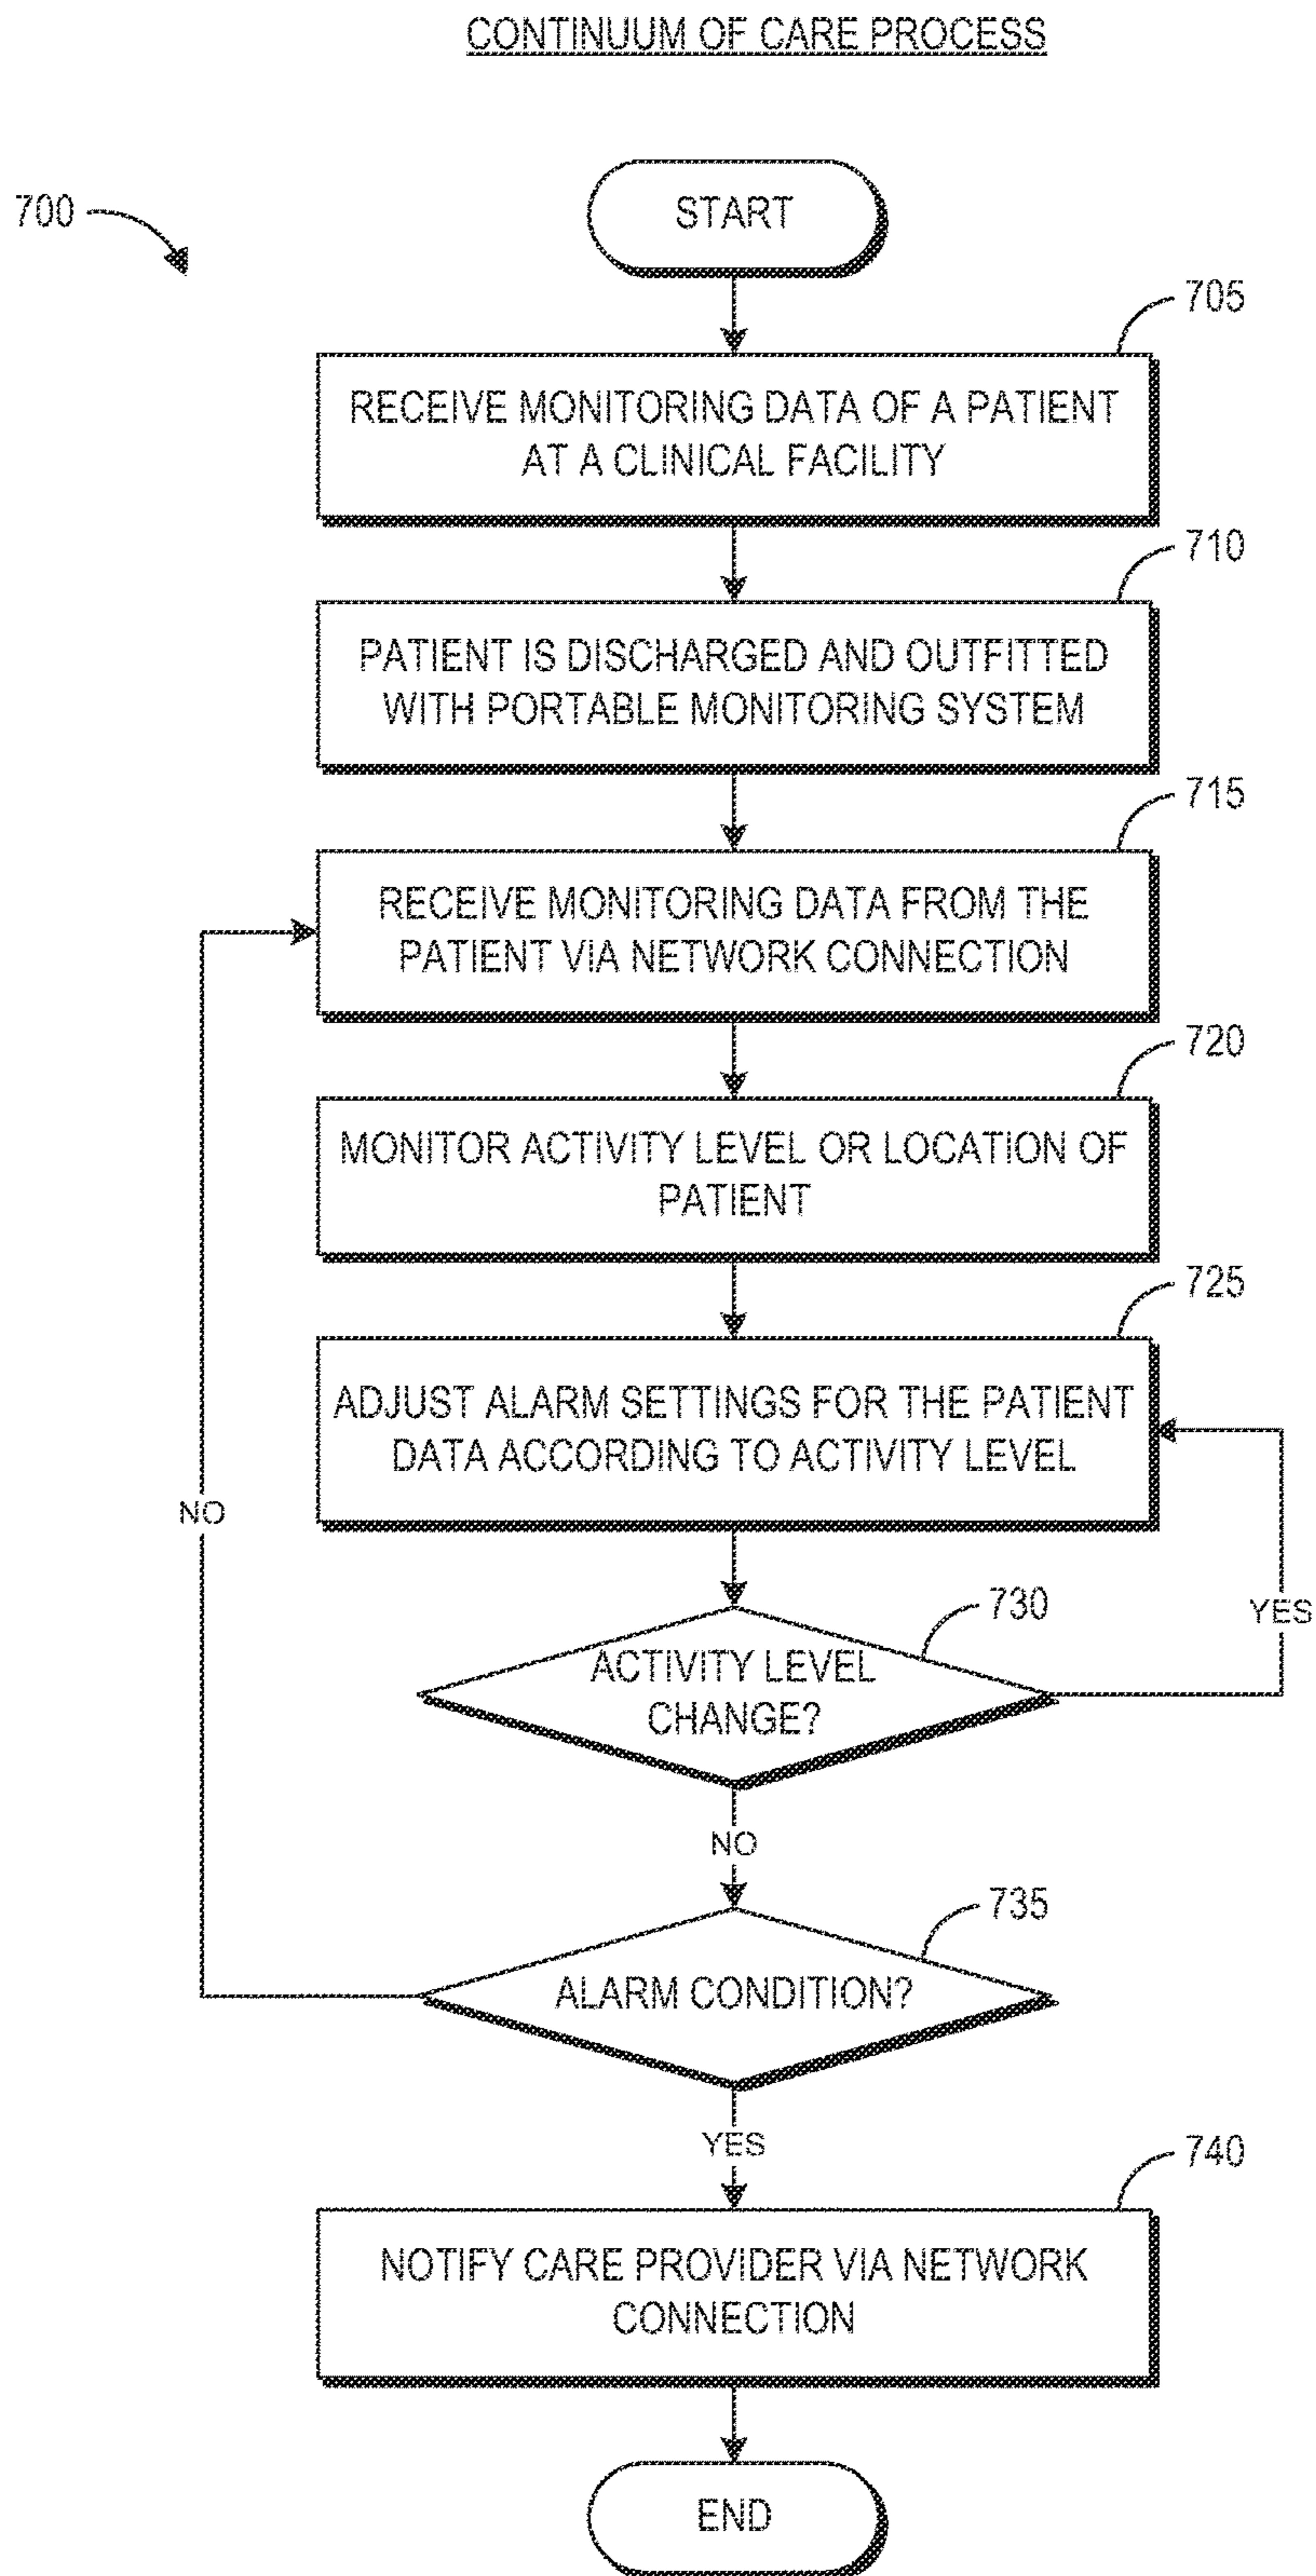 CONTINUUM OF CARE PROCESS
700
START
705
RECEIVE MONITORING DATA OF A PATIENT
AT A CLINICAL FACILITY
710
PATIENT IS DISCHARGED AND OUTFITTED
WITH PORTABLE MONITORING SYSTEM
715
RECEIVE MONITORING DATA FROM THE
PATIENT VIA NETWORK CONNECTION
720
MONITOR ACTIVITY LEVEL OR LOCATION OF
PATIENT
725
ADJUST ALARM SETTINGS FOR THE PATIENT
DATA ACCORDING TO ACTIVITY LEVEL
NO
730
YES
ACTIVITY LEVEL
CHANGE?
NO
735
ALARM CONDITION?
YES
740
NOTIFY CARE PROVIDER VIA NETWORK
CONNECTION
END